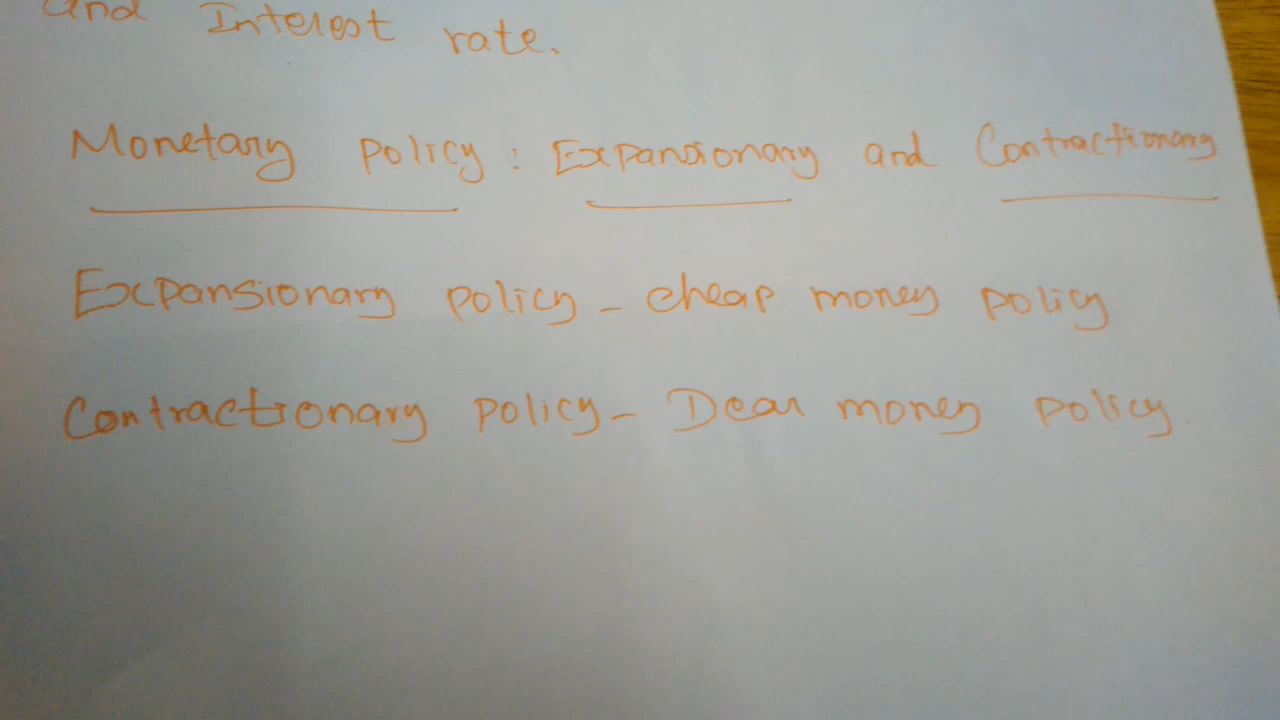 and Interest rate.
Monetary policy : Expansionary and Contractionary
Expansionary policy - cheap money policy
Contractionary policy - Dear money policy.